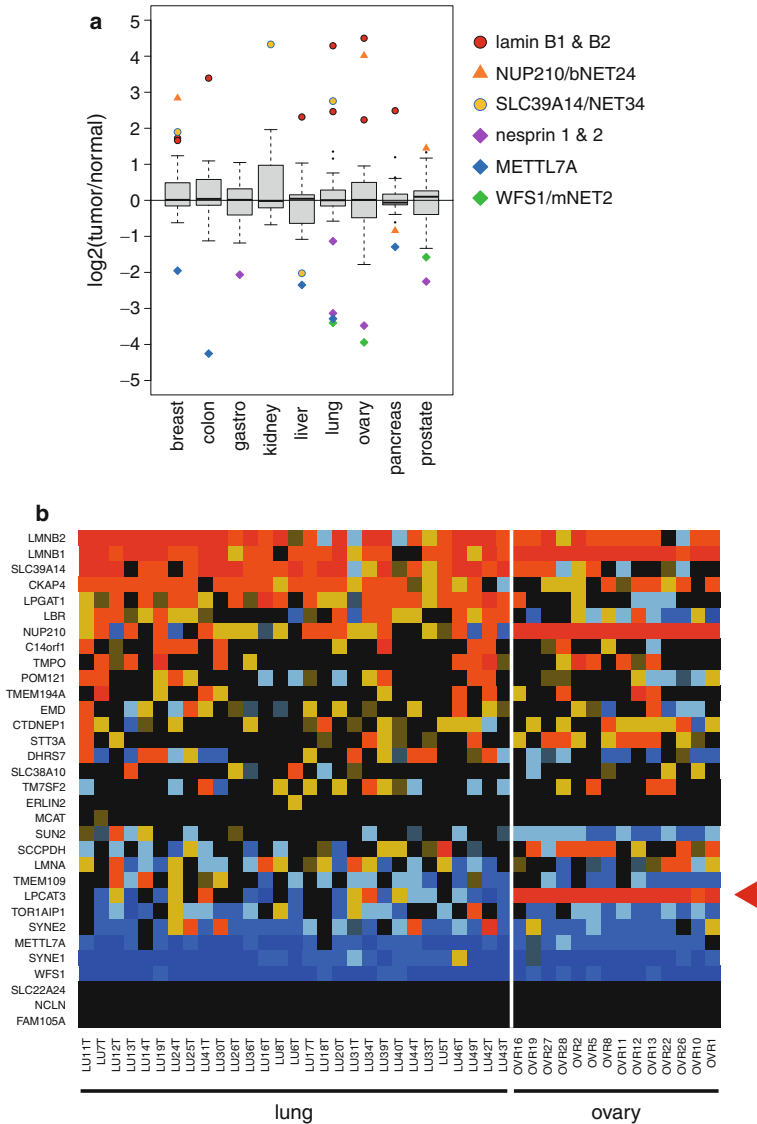 a
log2(tumor/normal)
5
4
3
2
1
0
−1
−2
−3
−4
−5
breast
colon
gastro
kidney
liver
lung
ovary
pancreas
prostate
lamin B1 & B2
NUP210/bNET24
SLC39A14/NET34
nesprin 1 & 2
METTL7A
WFS1/mNET2
b
LMNB2
LMNB1
SLC39A14
CKAP4
LPGAT1
LBR
NUP210
C14orf1
TMPO
POM121
TMEM194A
EMD
CTDNEP1
STT3A
DHRS7
SLC38A10
TM7SF2
ERLIN2
MCAT
SUN2
SCCPDH
LMNA
TMEM109
LPCAT3
TOR1AIP1
SYNE2
METTL7A
SYNE1
WFS1
SLC22A24
NCLN
FAM105A
LU11T
LU7T
LU12T
LU13T
LU14T
LU19T
LU24T
LU25T
LU41T
LU30T
LU26T
LU36T
LU16T
LU8T
LU6T
LU17T
LU18T
LU20T
LU31T
LU34T
LU39T
LU40T
LU44T
LU33T
LU5T
LU46T
LU49T
LU42T
LU43T
OVR16
OVR19
OVR27
OVR28
OVR2
OVR5
OVR8
OVR11
OVR12
OVR13
OVR22
OVR26
OVR10
OVR1
lung
ovary